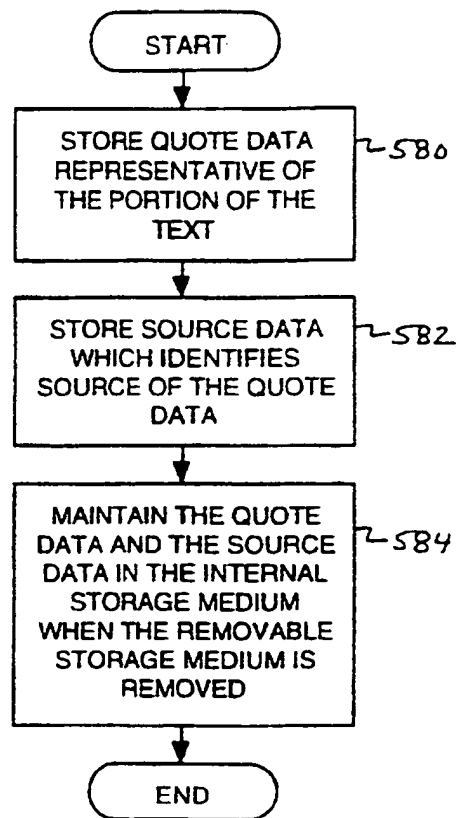 START
STORE QUOTE DATA
REPRESENTATIVE OF
THE PORTION OF THE
TEXT
580
STORE SOURCE DATA
WHICH IDENTIFIES
SOURCE OF THE QUOTE
DATA
582
MAINTAIN THE QUOTE
DATA AND THE SOURCE
DATA IN THE INTERNAL
STORAGE MEDIUM
WHEN THE REMOVABLE
STORAGE MEDIUM IS
REMOVED
584
END